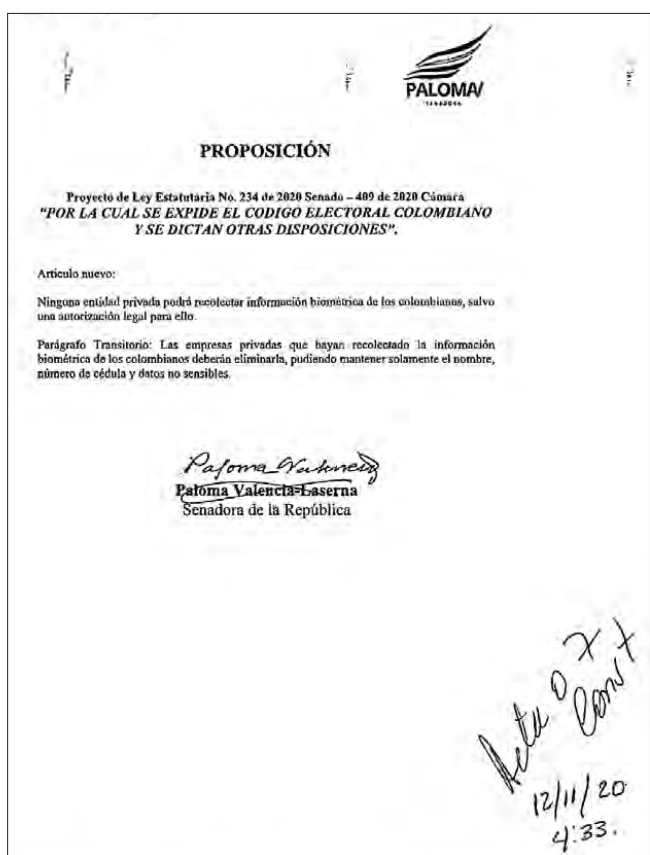 PALOMA
SENADORA
PROPOSICIÓN
Proyecto de Ley Estatutaria No. 234 de 2020 Senado – 409 de 2020 Cámara
"POR LA CUAL SE EXPIDE EL CODIGO ELECTORAL COLOMBIANO
Y SE DICTAN OTRAS DISPOSICIONES".
Articulo nuevo:
Ninguna entidad privada podrá recolectar información biométrica de los colombianos, salvo
una autorización legal para ello.
Parágrafo Transitorio: Las empresas privadas que hayan recolectado la información
biométrica de los colombianos deberán eliminarla, pudiendo mantener solamente el nombre,
número de cédula y datos no sensibles.
Paloma Valencia
Paloma Valencia-Laserna
Senadora de la República
Acta 07
12/11/20
4:33.